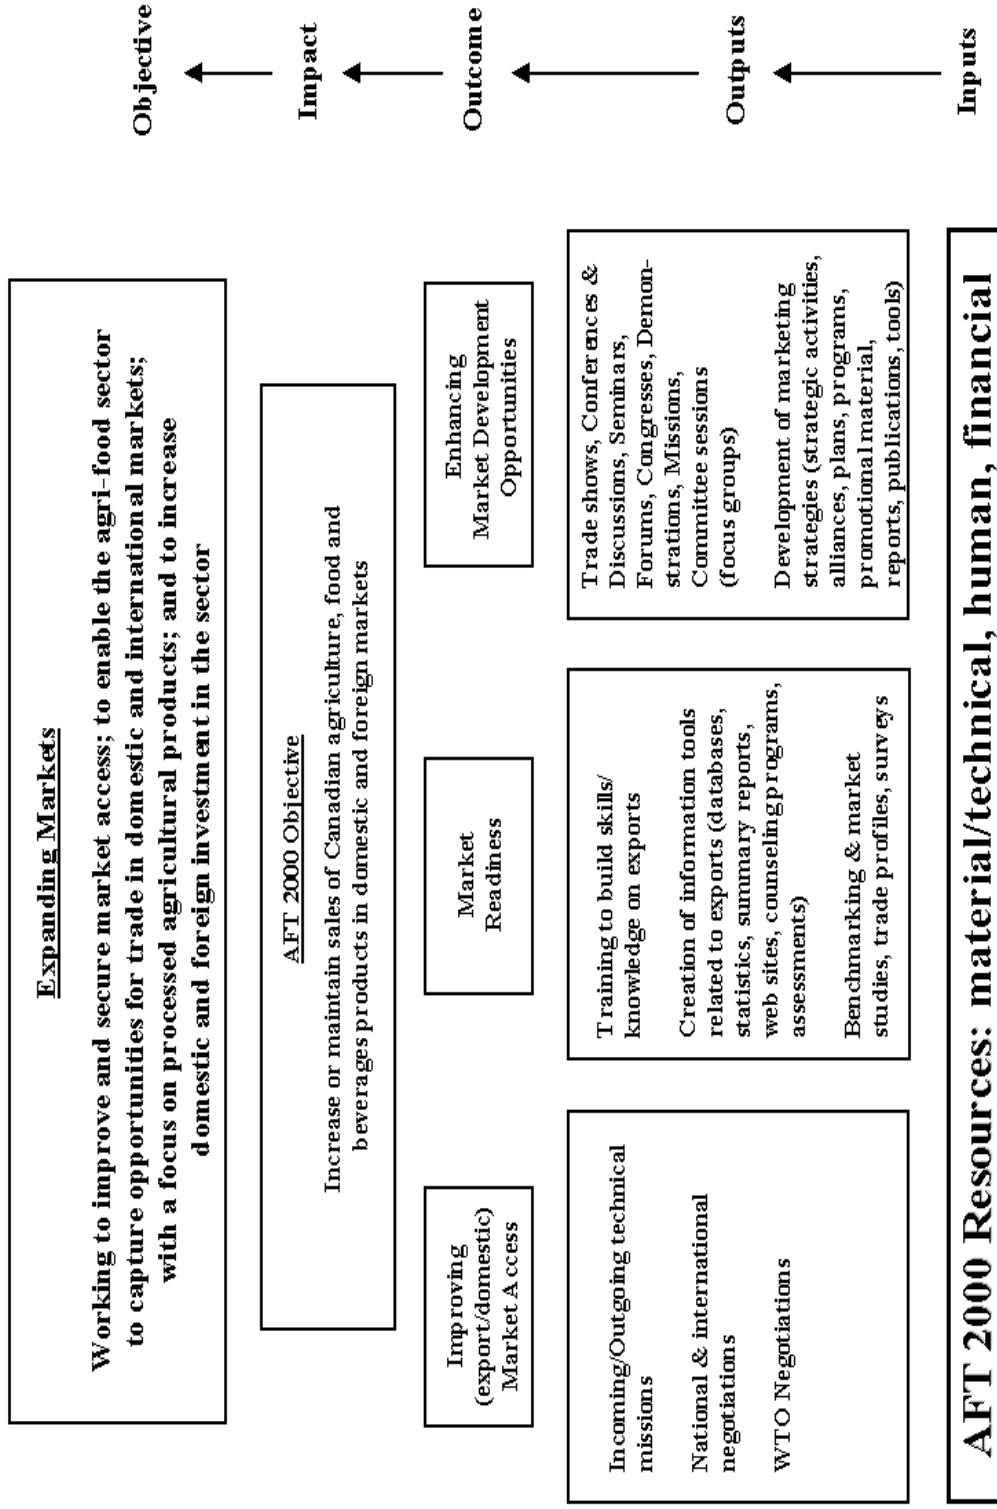 Expanding Markets
Working to improve and secure market access; to enable the agri-food sector
to capture opportunities for trade in domestic and international markets;
with a focus on processed agricultural products; and to increase
domestic and foreign investment in the sector
Objective
AFT 2000 Objective
Increase or maintain sales of Canadian agriculture, food and
beverages products in domestic and foreign markets
Impact
Improving
(export/domestic)
Market Access
Market
Readiness
Enhancing
Market Development
Opportunities
Outcome
Incoming/Outgoing technical
missions
National & international
negotiations
WTO Negotiations
Training to build skills/
knowledge on exports
Creation of information tools
related to exports (databases,
statistics, summary reports,
web sites, counseling programs,
assessments)
Benchmarking & market
studies, trade profiles, surveys
Trade shows, Conferences &
Discussions, Seminars,
Forums, Congresses, Demon-
strations, Missions,
Committee sessions
(focus groups)
Development of marketing
strategies (strategic activities,
alliances, plans, programs,
promotional material,
reports, publications, tools)
Outputs
AFT 2000 Resources: material/technical, human, financial
Inputs